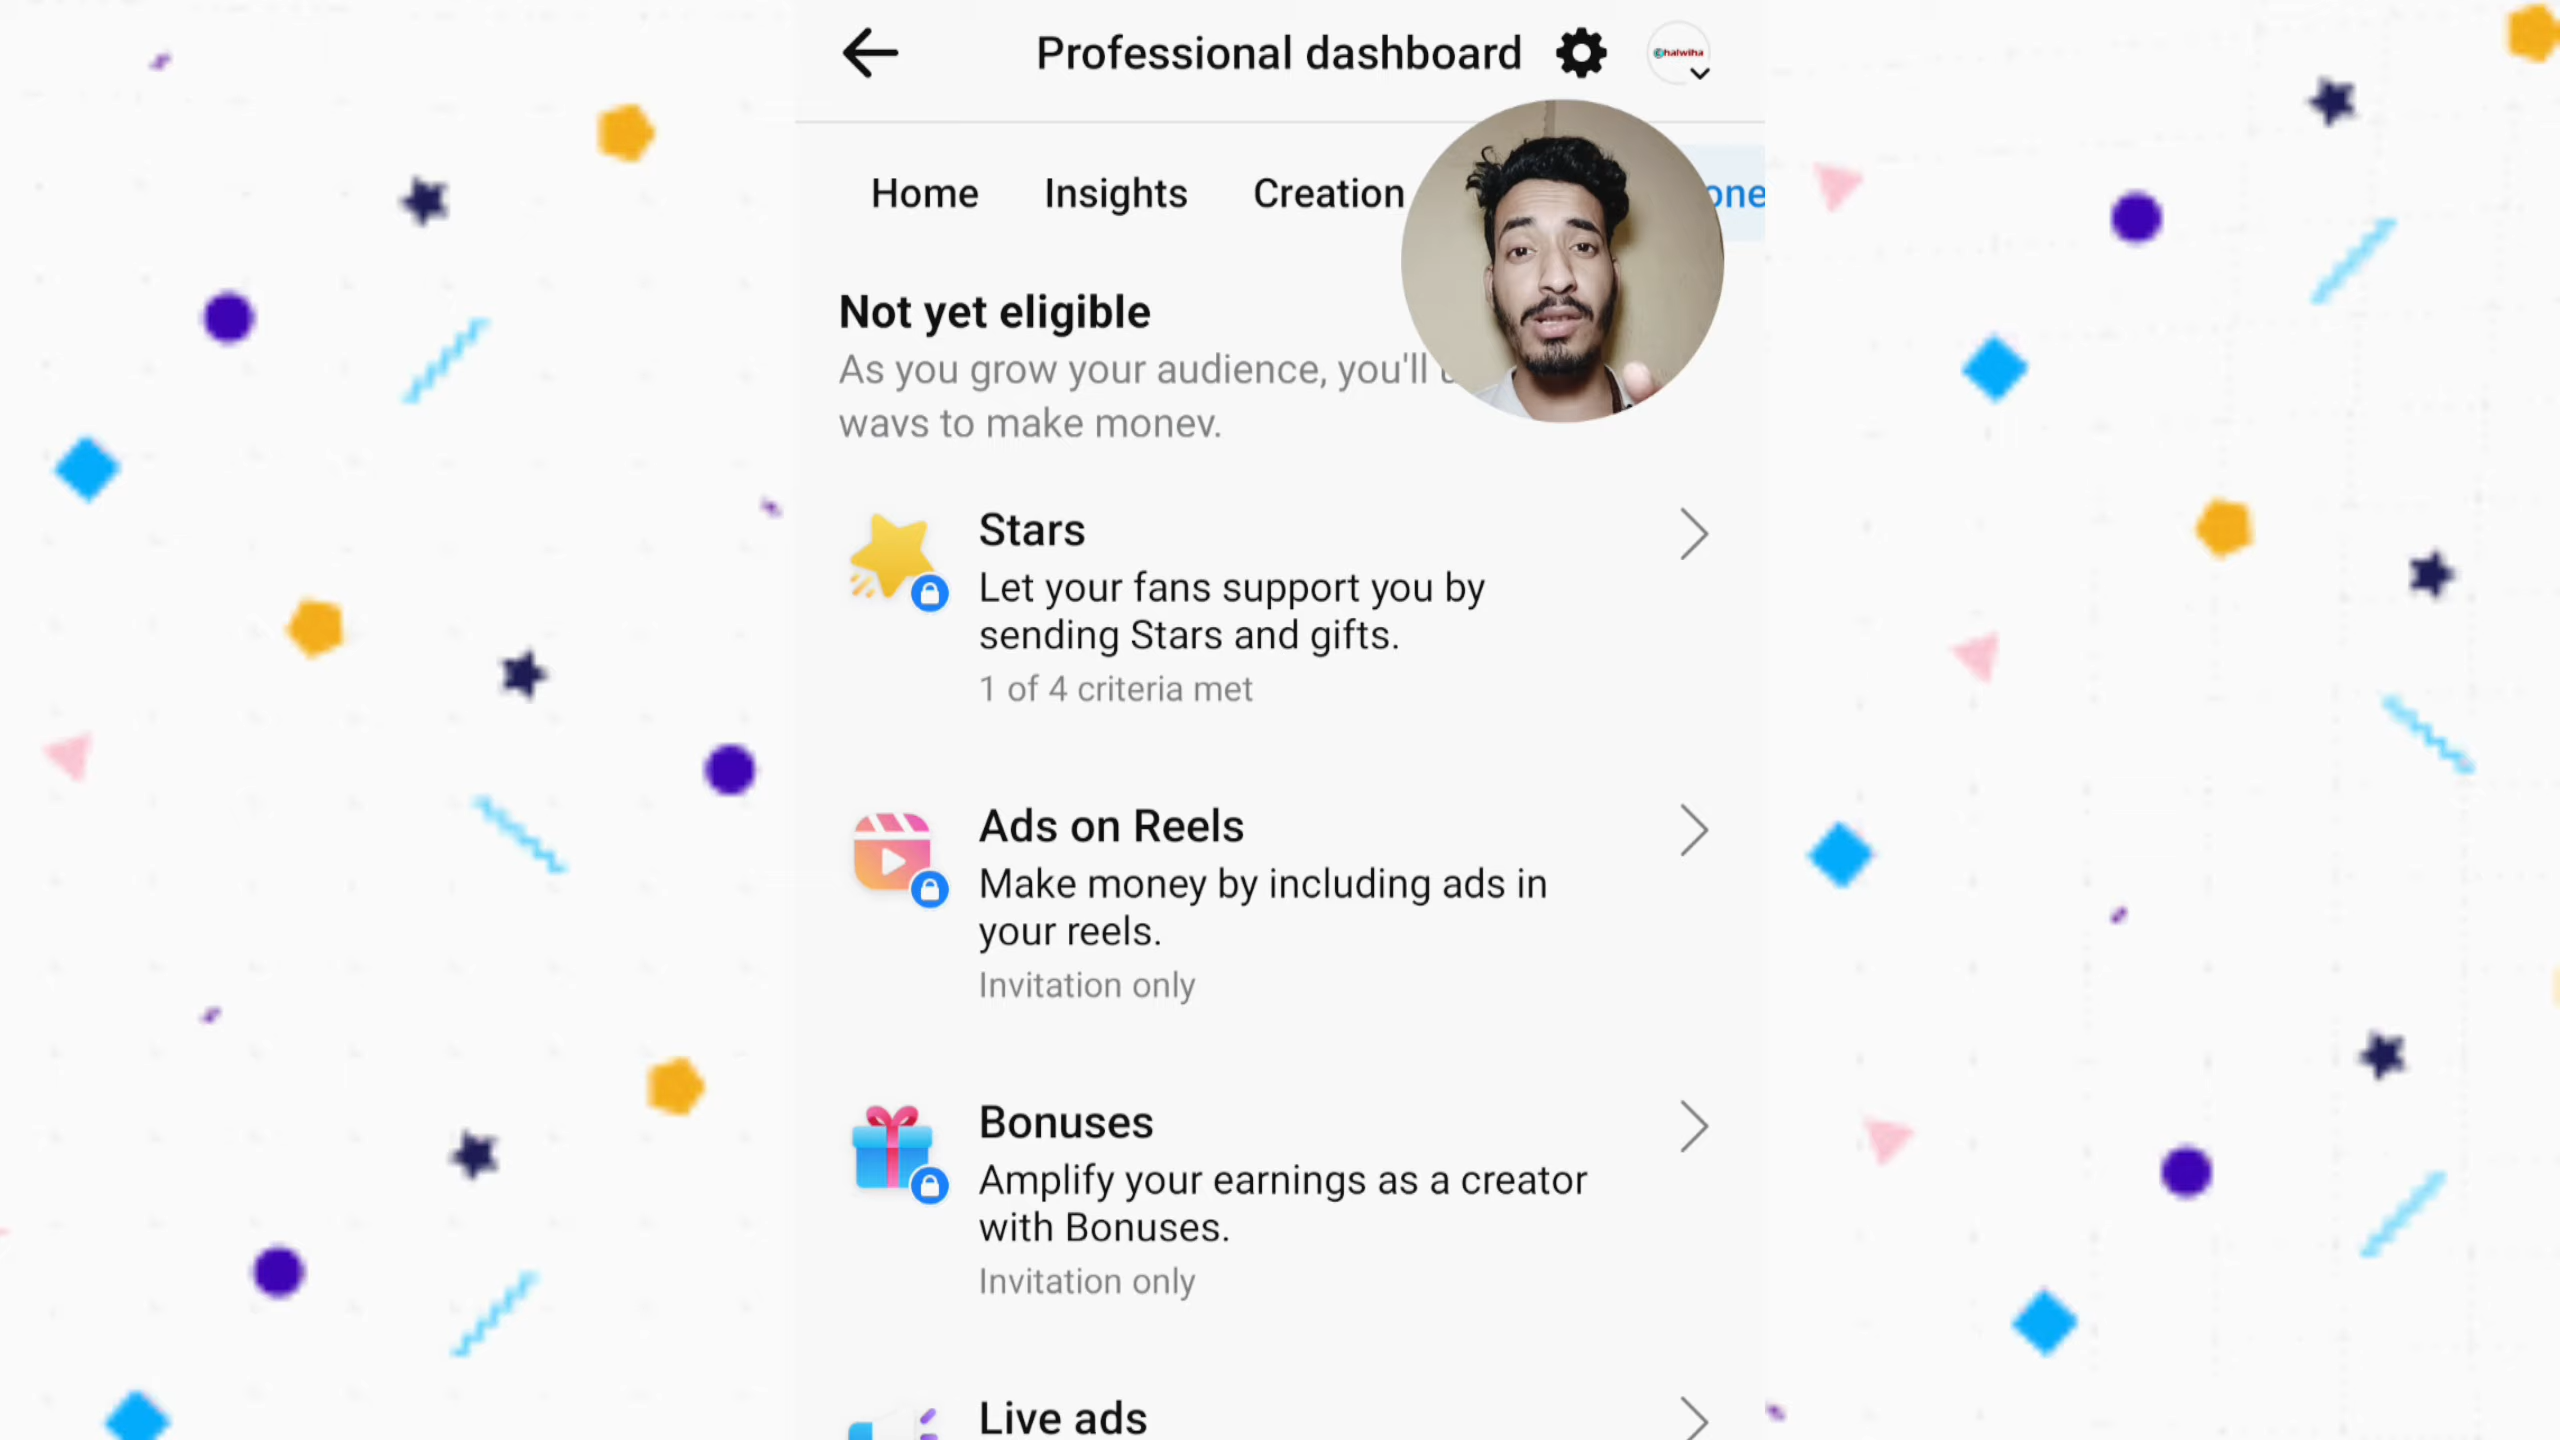 Professional dashboard
Chalwiha
Home Insights Creation
Not yet eligible
As you grow your audience, you'll
ways to make money.
Stars
Let your fans support you by
sending Stars and gifts.
1 of 4 criteria met
Ads on Reels
Make money by including ads in
your reels.
Invitation only
Bonuses
Amplify your earnings as a creator
with Bonuses.
Invitation only
Live ads